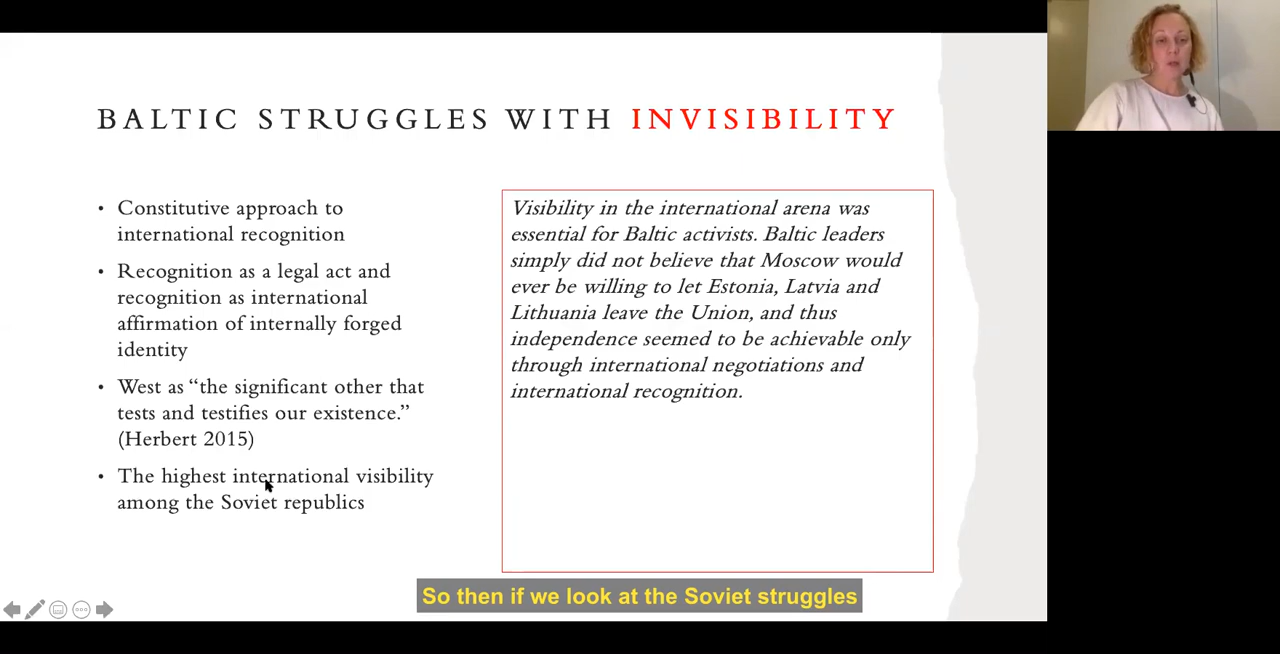 BALTIC STRUGGLES WITH INVISIBILITY
• Constitutive approach to
international recognition
• Recognition as a legal act and
recognition as international
affirmation of internally forged
identity
• West as “the significant other that
tests and testifies our existence.”
(Herbert 2015)
• The highest international visibility
among the Soviet republics
Visibility in the international arena was
essential for Baltic activists. Baltic leaders
simply did not believe that Moscow would
ever be willing to let Estonia, Latvia and
Lithuania leave the Union, and thus
independence seemed to be achievable only
through international negotiations and
international recognition.
So then if we look at the Soviet struggles